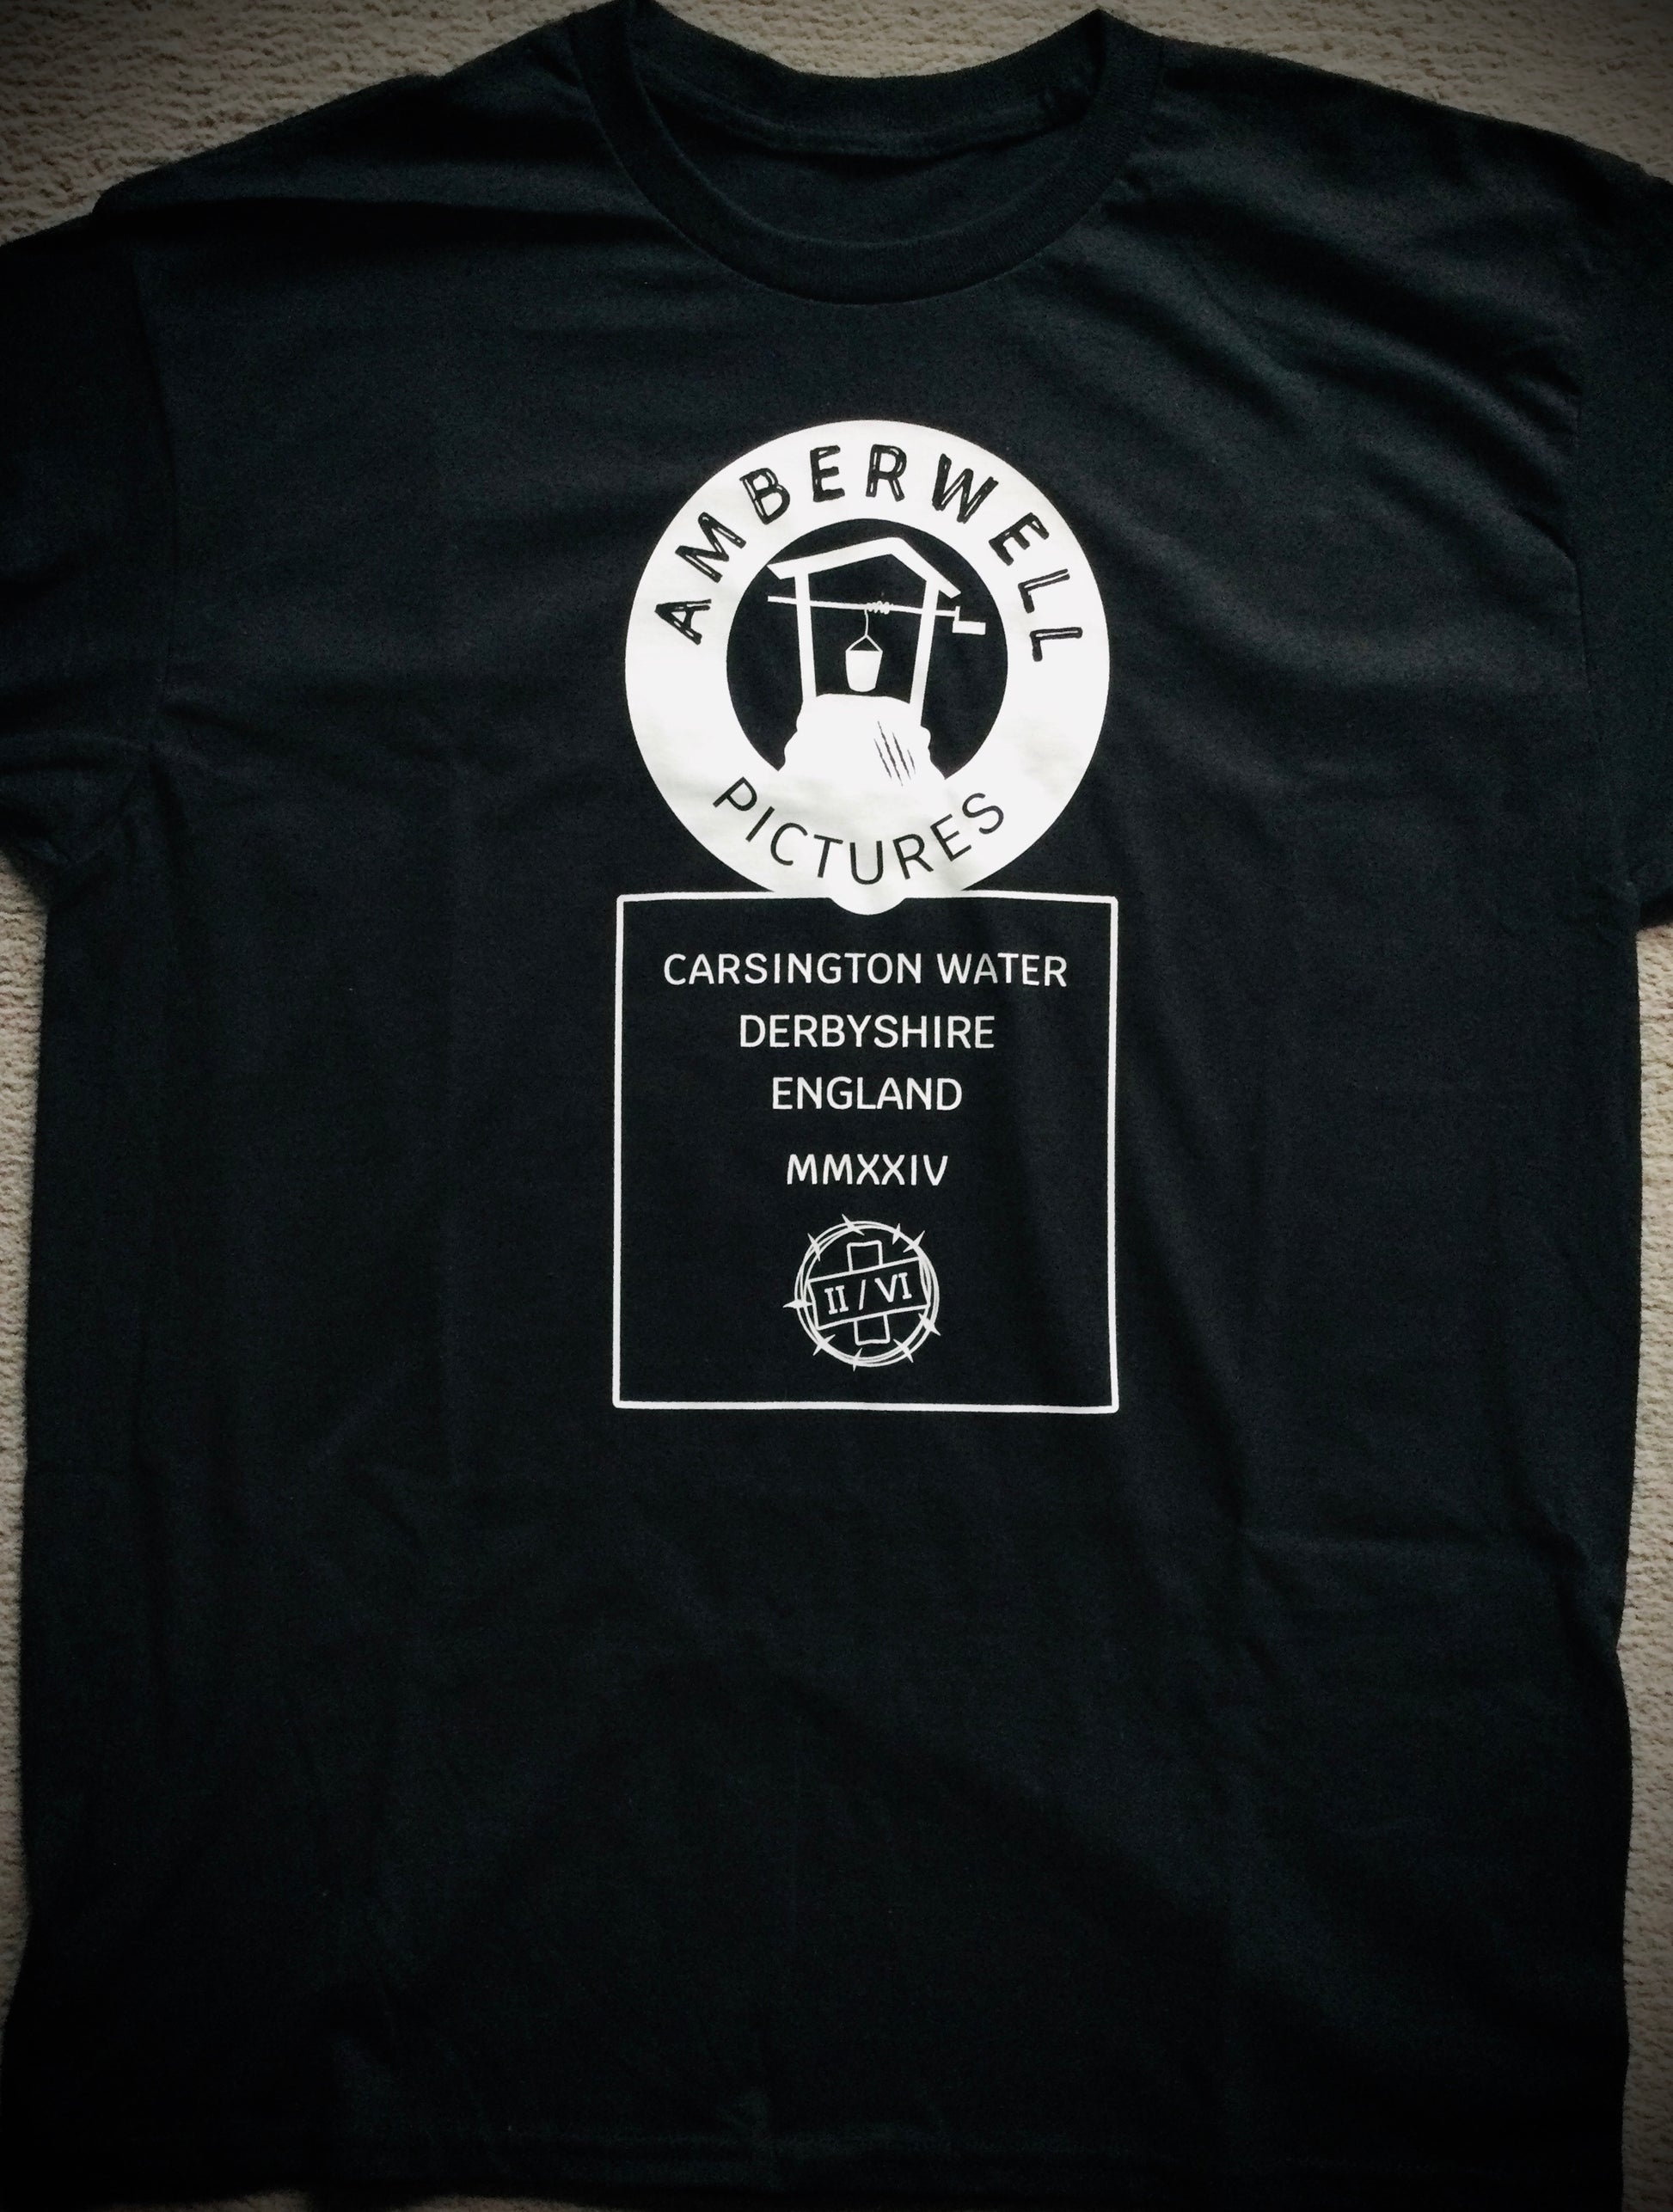 AMBERWELL
PICTURES
CARSINGTON WATER
DERBYSHIRE
ENGLAND
MMXXIV
II / VI